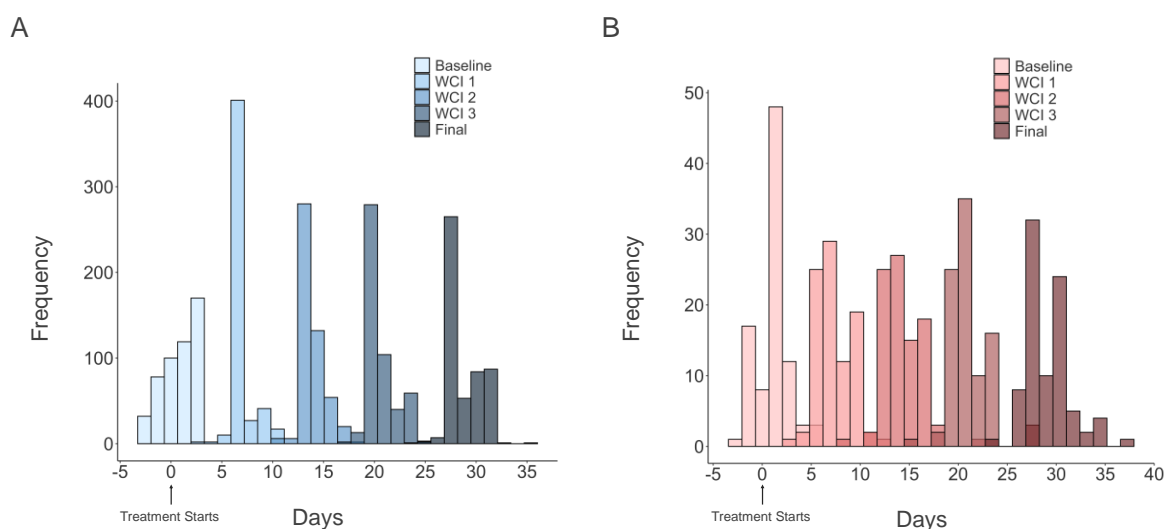 A
B
Baseline
WCI 1
WCI 2
WCI 3
Final
Baseline
WCI 1
WCI 2
WCI 3
Final
Frequency
400
300
200
100
0
-5 0 5 10 15 20 25 30 35
Treatment Starts
Days
Frequency
50
40
30
20
10
0
-5 0 5 10 15 20 25 30 35 40
Treatment Starts
Days